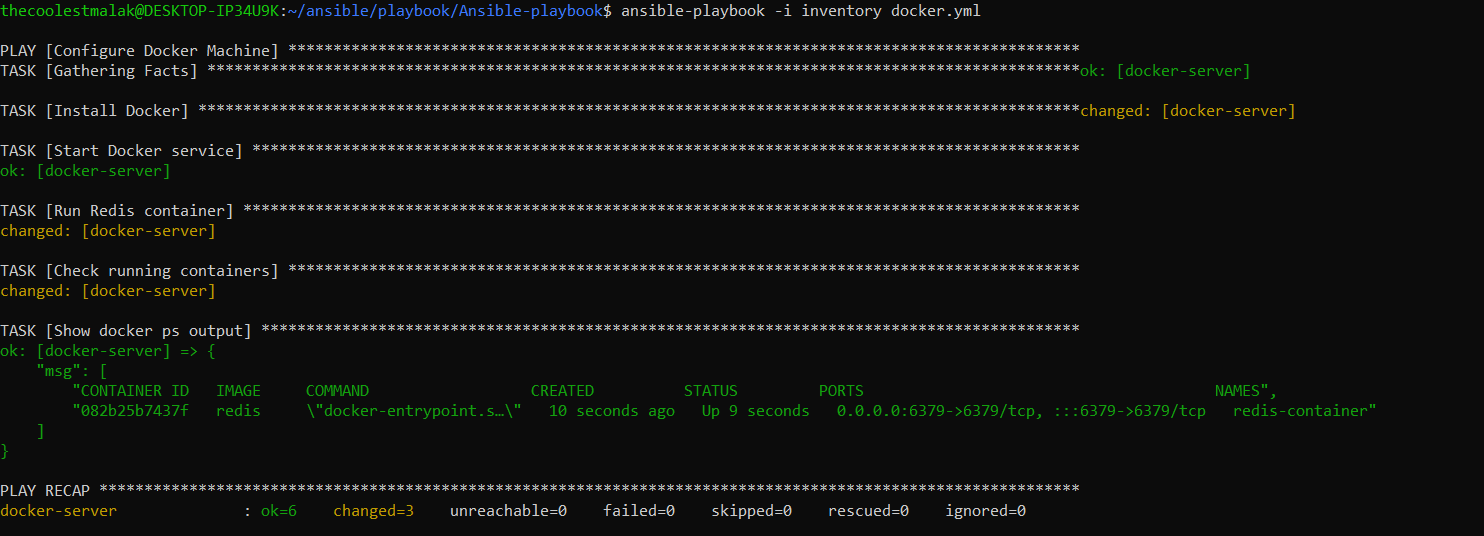 thecoolestmalak@DESKTOP-IP34U9K:~/ansible/playbook/Ansible-playbook$ ansible-playbook -i inventory docker.yml
PLAY [Configure Docker Machine] ****************************************************************************************
TASK [Gathering Facts] *************************************************************************************************ok: [docker-server]
TASK [Install Docker] **************************************************************************************************changed: [docker-server]
TASK [Start Docker service] ********************************************************************************************
ok: [docker-server]
TASK [Run Redis container] *********************************************************************************************
changed: [docker-server]
TASK [Check running containers] ****************************************************************************************
changed: [docker-server]
TASK [Show docker ps output] *******************************************************************************************
ok: [docker-server] => {
    "msg": [
        "CONTAINER ID   IMAGE     COMMAND                  CREATED          STATUS         PORTS                                       NAMES",
        "082b25b7437f   redis     \"docker-entrypoint.s…\"   10 seconds ago   Up 9 seconds   0.0.0.0:6379->6379/tcp, :::6379->6379/tcp   redis-container"
    ]
}
PLAY RECAP *************************************************************************************************************
docker-server              : ok=6    changed=3    unreachable=0    failed=0    skipped=0    rescued=0    ignored=0